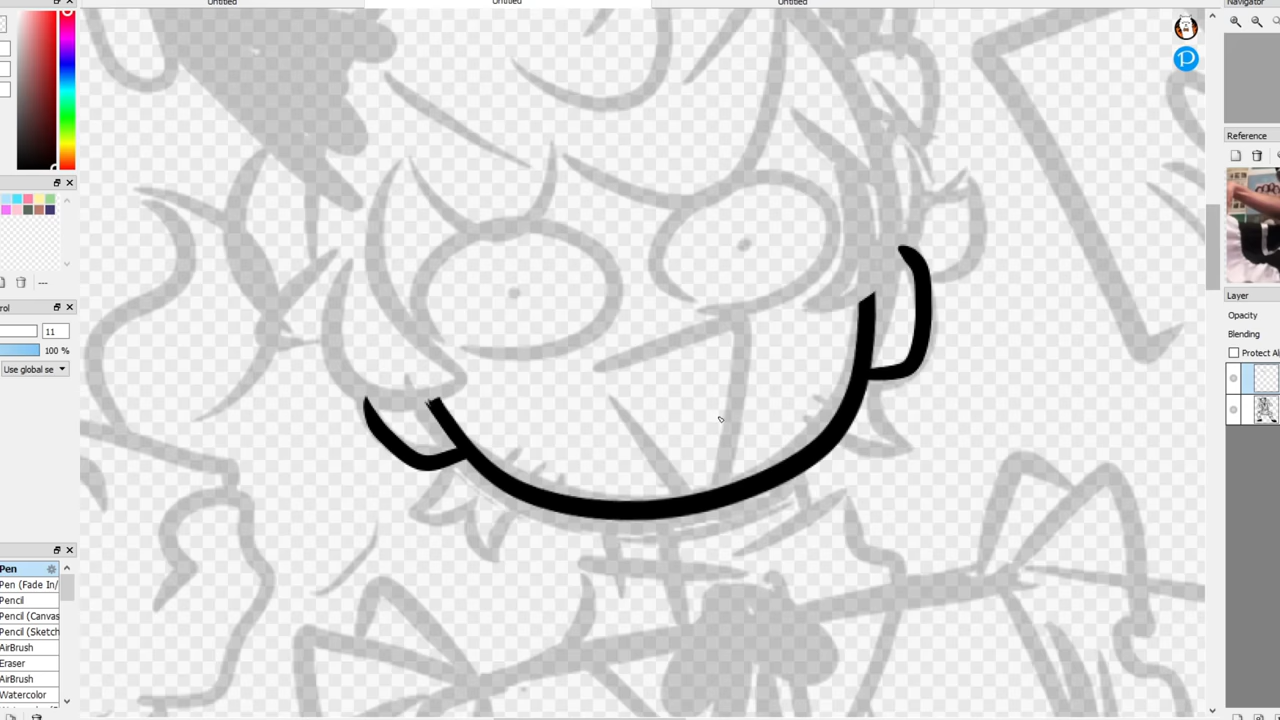 Untitled
Untitled
Untitled
Navigator
Reference
rol
11
100 %
Use global se
Layer
Opacity
Blending
Protect Al
Pen
Pen (Fade In/
Pencil
Pencil (Canvas
Pencil (Sketch
AirBrush
Eraser
AirBrush
Watercolor